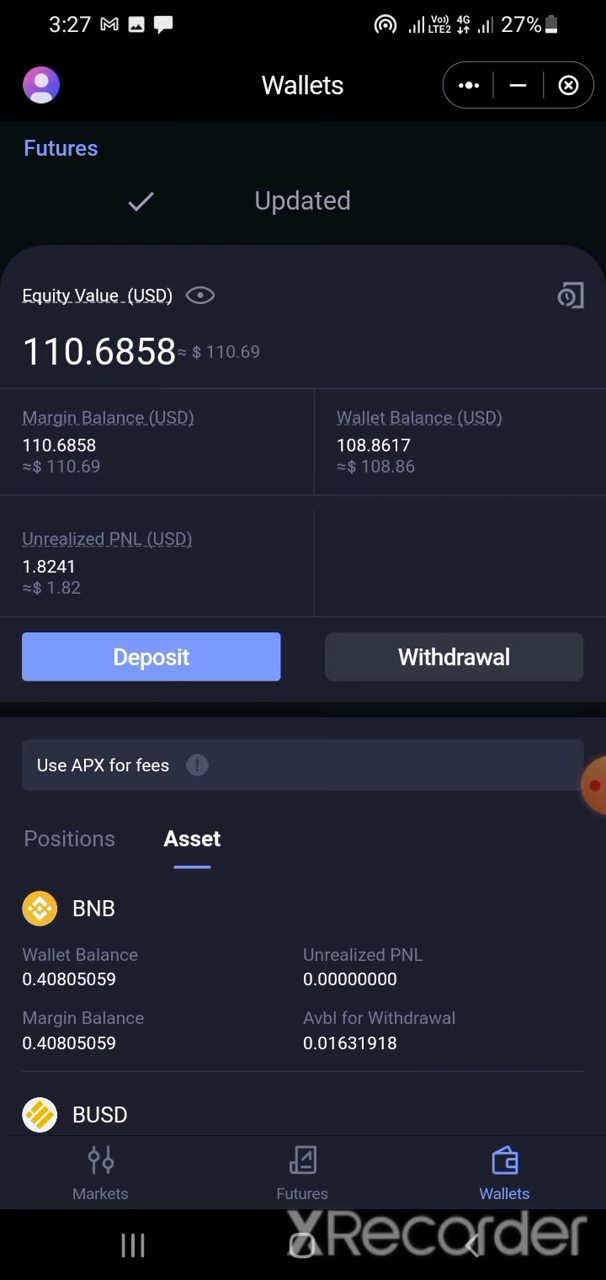 3:27 Vo)) LTE2 4G 27%
Wallets
Futures
Updated
Equity Value (USD)
110.6858 ≈ $ 110.69
Margin Balance (USD) Wallet Balance (USD)
110.6858 108.8617
≈$ 110.69 ≈$ 108.86
Unrealized PNL (USD)
1.8241
≈$ 1.82
Deposit Withdrawal
Use APX for fees !
Positions Asset
BNB
Wallet Balance Unrealized PNL
0.40805059 0.00000000
Margin Balance Avbl for Withdrawal
0.40805059 0.01631918
BUSD
Markets Futures Wallets
XRecorder